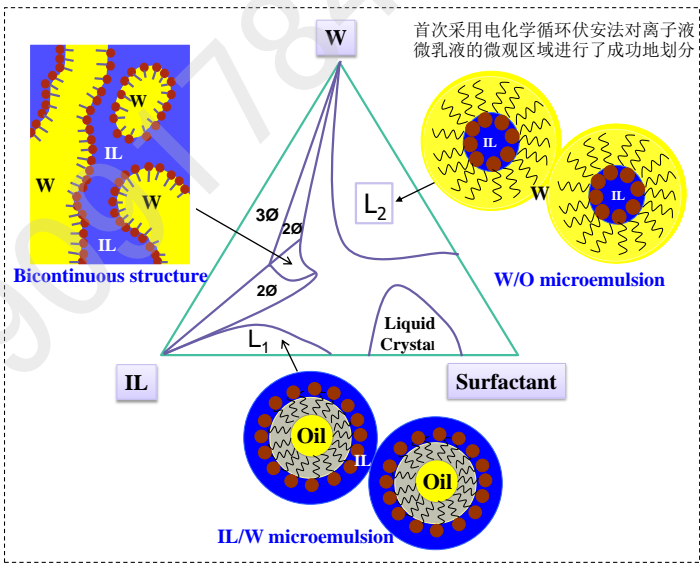 W
首次采用电化学循环伏安法对离子液
微乳液的微观区域进行了成功地划分
W
IL
W
W
IL
Bicontinuous structure
3Ø
2Ø
2Ø
L2
IL
W
IL
W/O microemulsion
L1
Liquid
Crystal
IL
Surfactant
Oil
IL
Oil
IL/W microemulsion
9091784